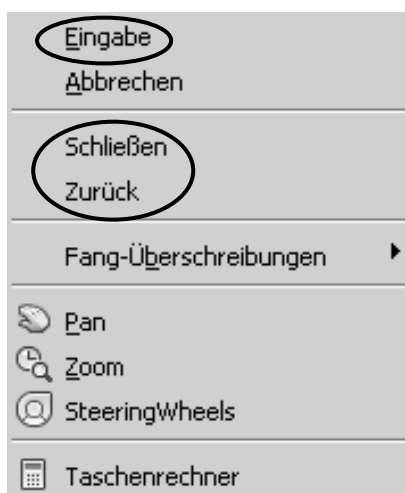 Eingabe
Abbrechen
Schließen
Zurück
Fang-Überschreibungen
Pan
Zoom
SteeringWheels
Taschenrechner